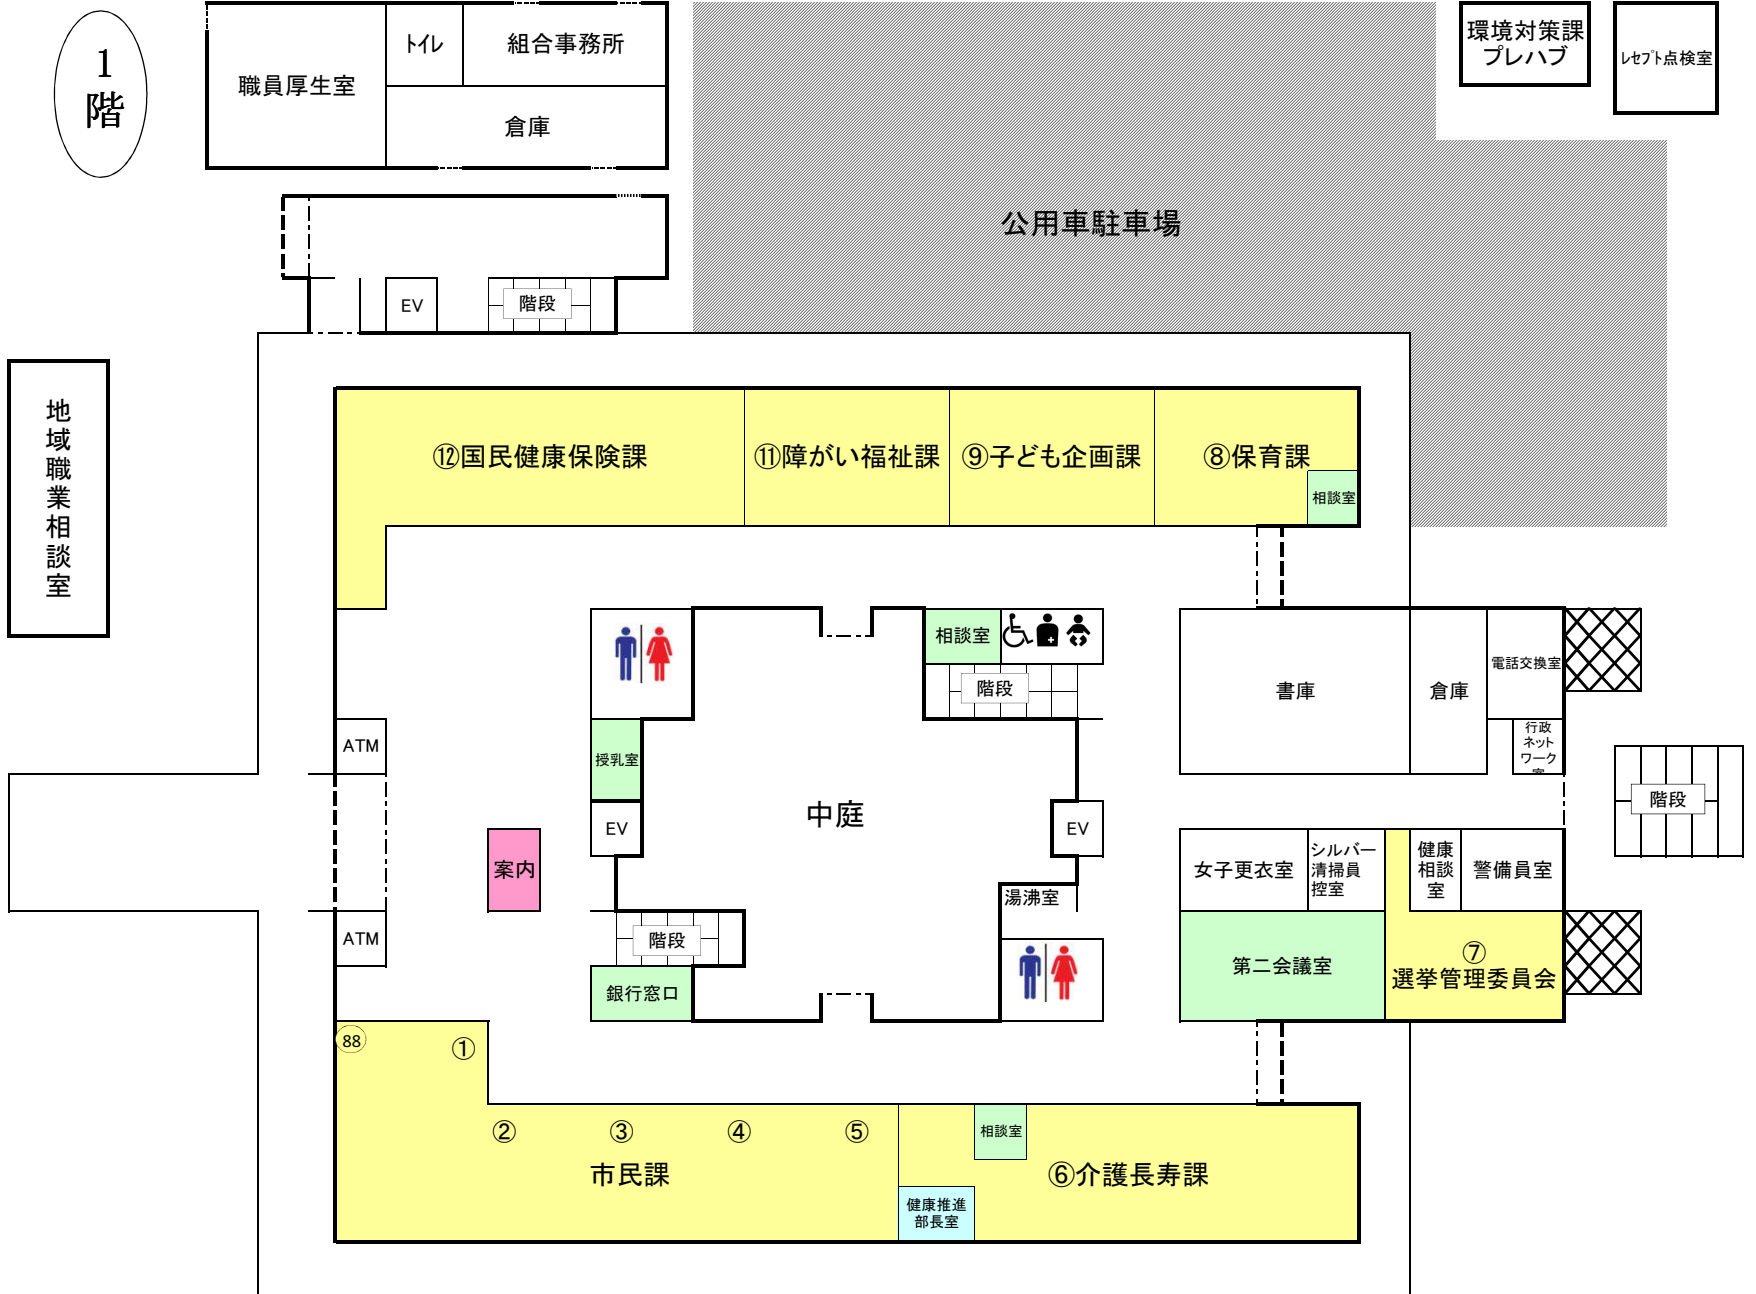 1
階
職員厚生室
トイレ
組合事務所
倉庫
環境対策課
プレハブ
レセプト点検室
公用車駐車場
EV
階段
地域職業相談室
⑫国民健康保険課
⑪障がい福祉課
⑨子ども企画課
⑧保育課
相談室
相談室
階段
書庫
倉庫
電話交換室
行政
ネット
ワーク
室
ATM
授乳室
EV
中庭
EV
階段
案内
女子更衣室
シルバー
清掃員
控室
健康
相談
室
警備員室
湯沸室
ATM
階段
銀行窓口
第二会議室
⑦
選挙管理委員会
88
①
②
③
④
⑤
市民課
相談室
⑥介護長寿課
健康推進
部長室